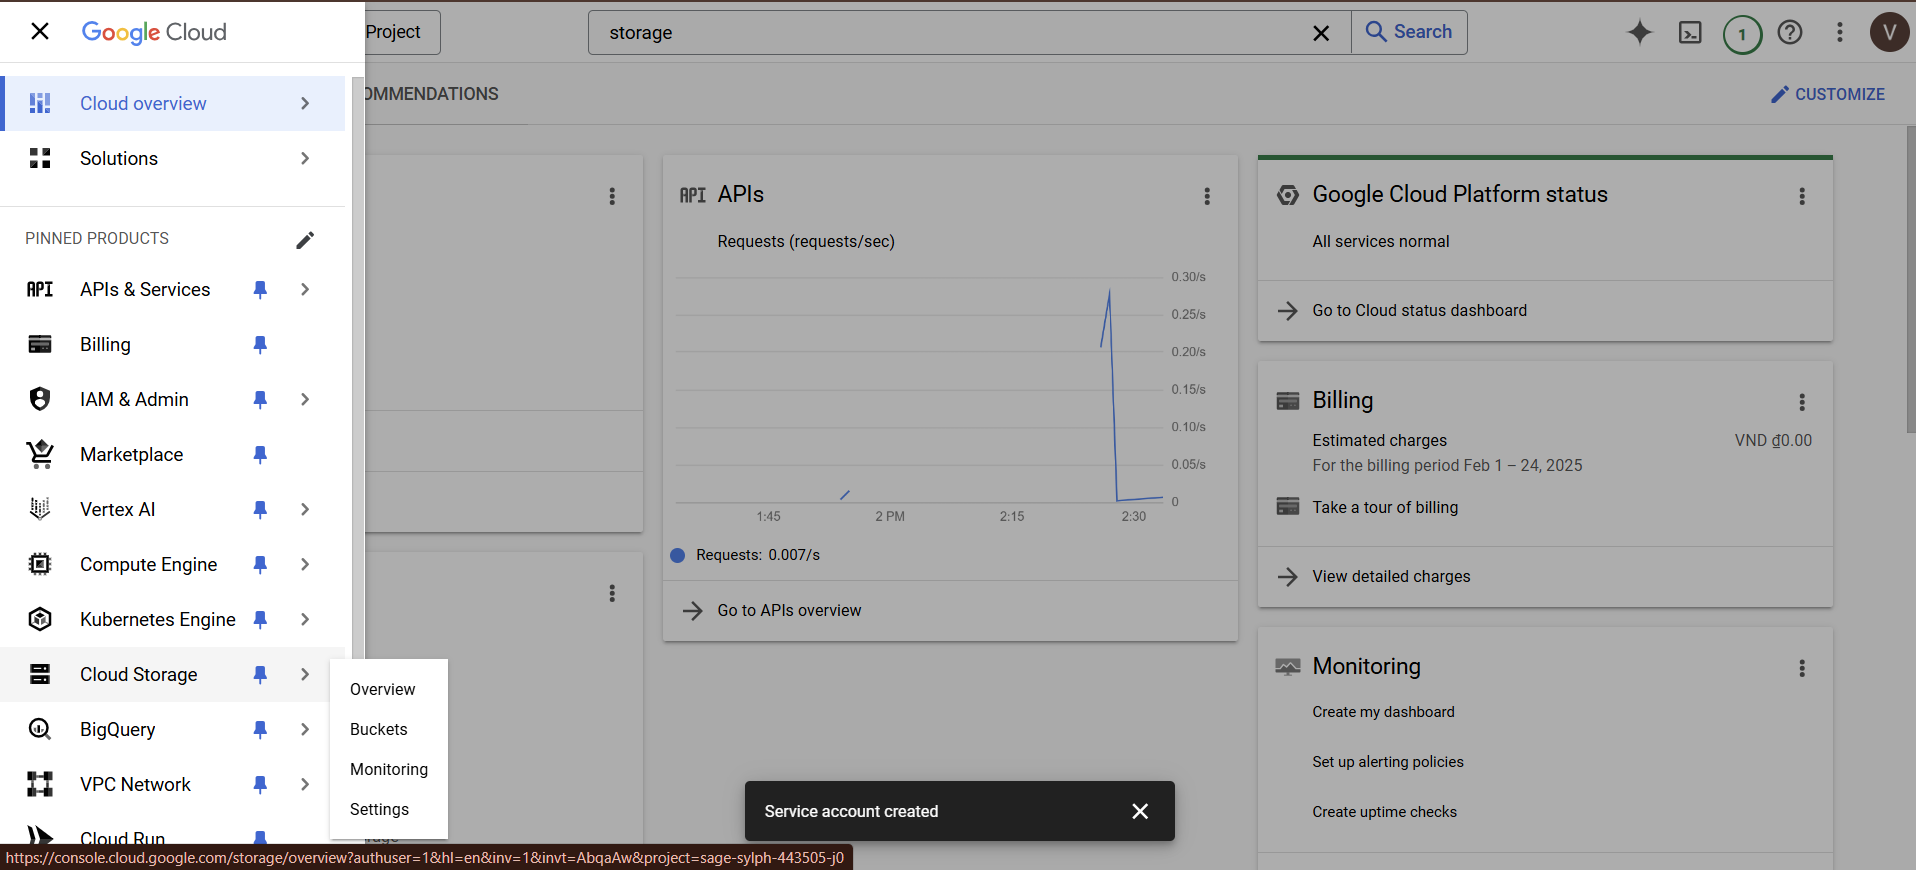 Google Cloud
Project
storage
Search
1
V
Cloud overview
Solutions
OMMENDATIONS
CUSTOMIZE
PINNED PRODUCTS
API
APIs & Services
Billing
IAM & Admin
Marketplace
Vertex AI
Compute Engine
Kubernetes Engine
Cloud Storage
BigQuery
VPC Network
Cloud Run
Overview
Buckets
Monitoring
Settings
API
APIs
Requests (requests/sec)
0.30/s
0.25/s
0.20/s
0.15/s
0.10/s
0.05/s
0
1:45
2 PM
2:15
2:30
Requests: 0.007/s
Go to APIs overview
Google Cloud Platform status
All services normal
Go to Cloud status dashboard
Billing
Estimated charges
VND ₫0.00
For the billing period Feb 1 – 24, 2025
Take a tour of billing
View detailed charges
Monitoring
Create my dashboard
Set up alerting policies
Create uptime checks
Service account created
https://console.cloud.google.com/storage/overview?authuser=1&hl=en&inv=1&invt=AbqaAw&project=sage-sylph-443505-j0